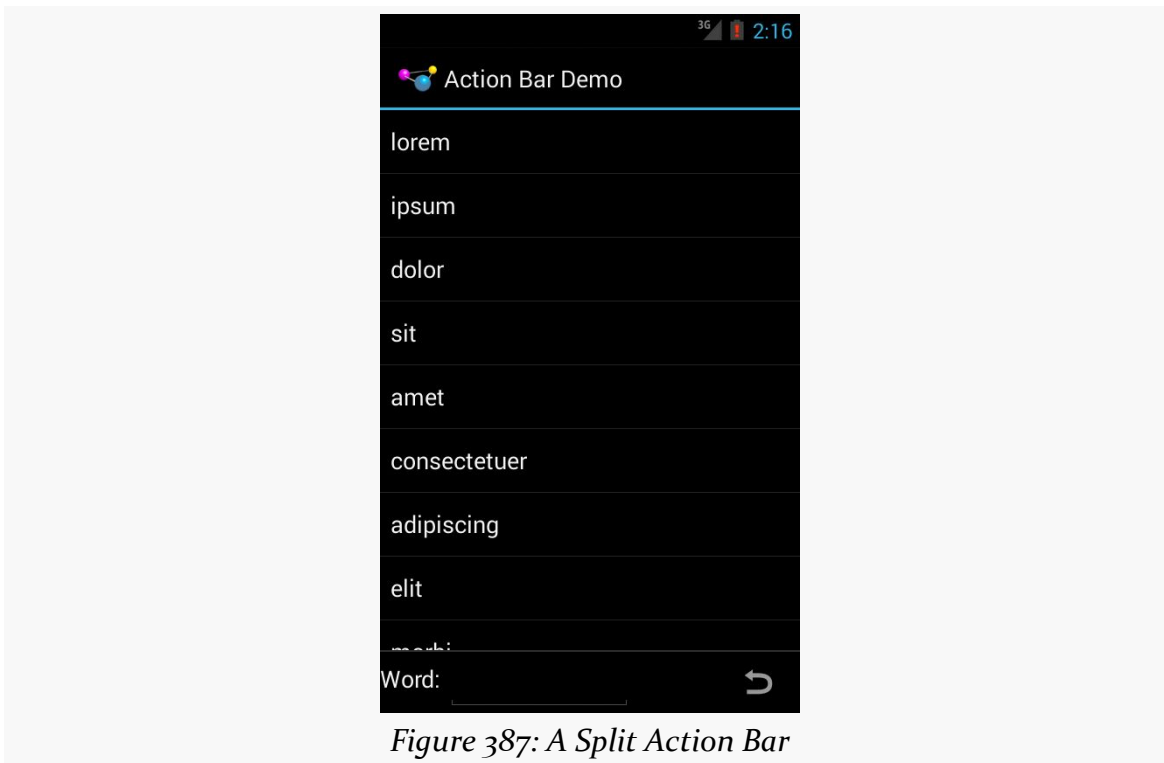 3G 2:16
Action Bar Demo
lorem
ipsum
dolor
sit
amet
consectetuer
adipiscing
elit
morbi
Word:
Figure 387: A Split Action Bar